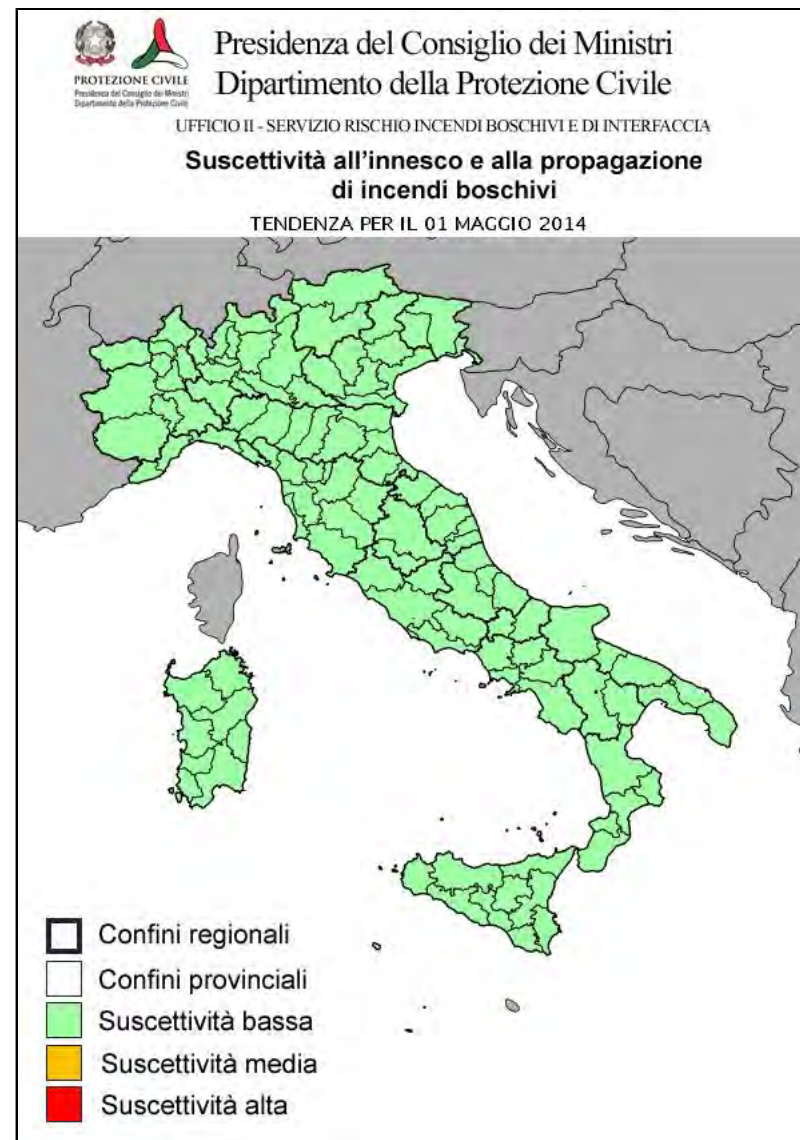 Presidenza del Consiglio dei Ministri
Dipartimento della Protezione Civile
PROTEZIONE CIVILE
Presidenza del Consiglio dei Ministri
Dipartimento della Protezione Civile
UFFICIO II - SERVIZIO RISCHIO INCENDI BOSCHIVI E DI INTERFACCIA
Suscettività all'innesco e alla propagazione
di incendi boschivi
TENDENZA PER IL 01 MAGGIO 2014
Confini regionali
Confini provinciali
Suscettività bassa
Suscettività media
Suscettività alta